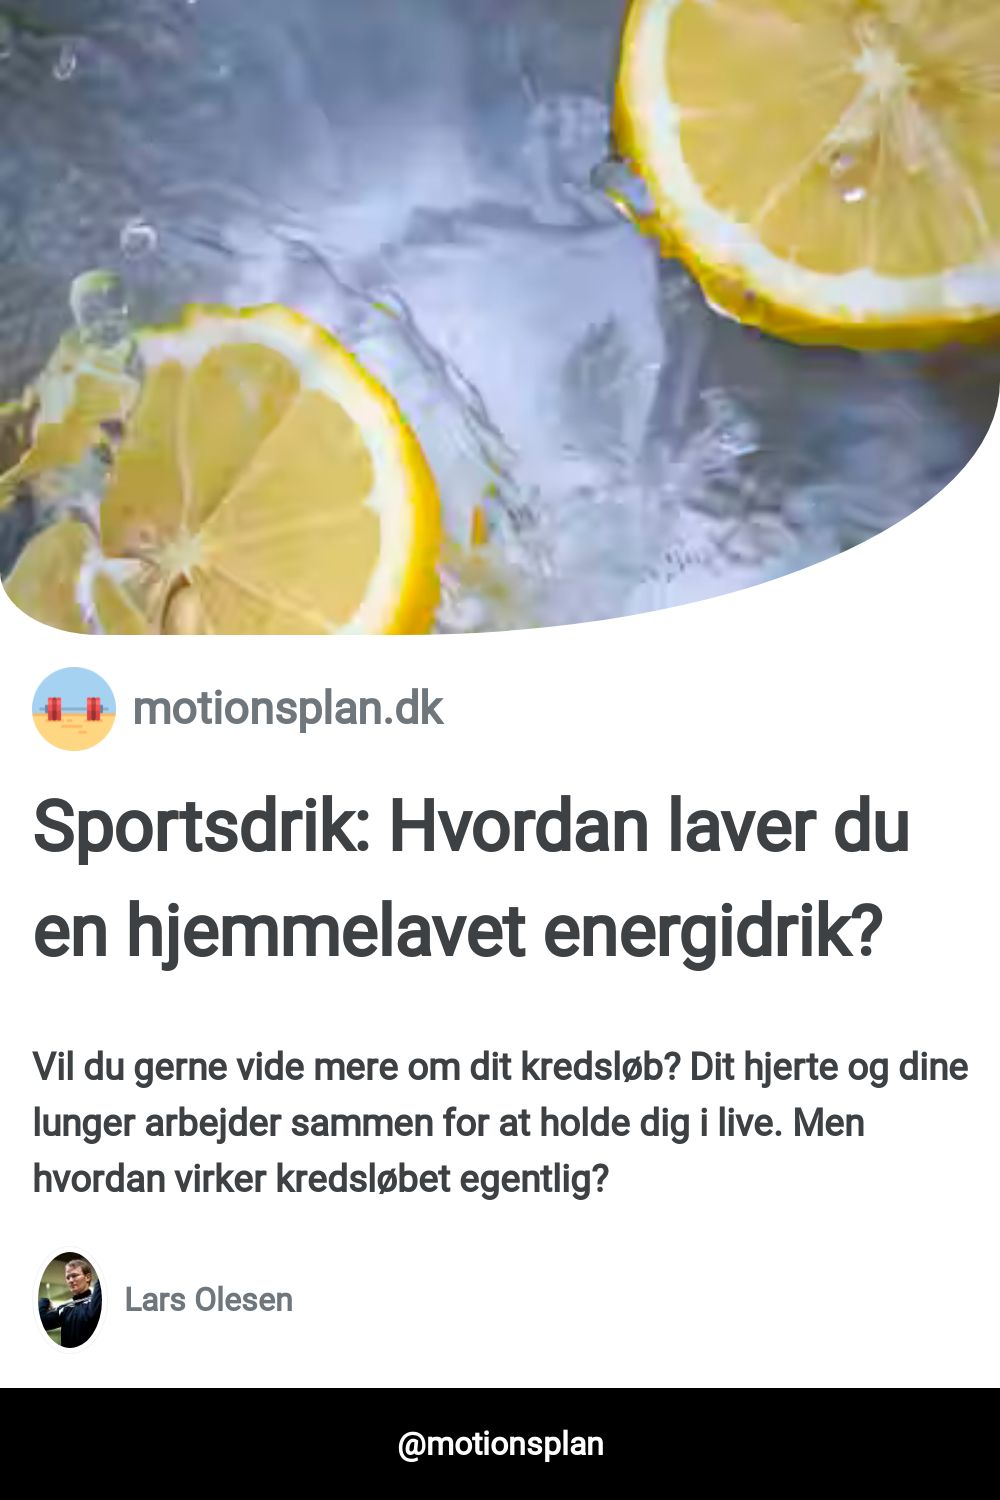 motionsplan.dk
Sportsdrik: Hvordan laver du
en hjemmelavet energidrik?
Vil du gerne vide mere om dit kredsløb? Dit hjerte og dine
lunger arbejder sammen for at holde dig i live. Men
hvordan virker kredsløbet egentlig?
Lars Olesen
@motionsplan